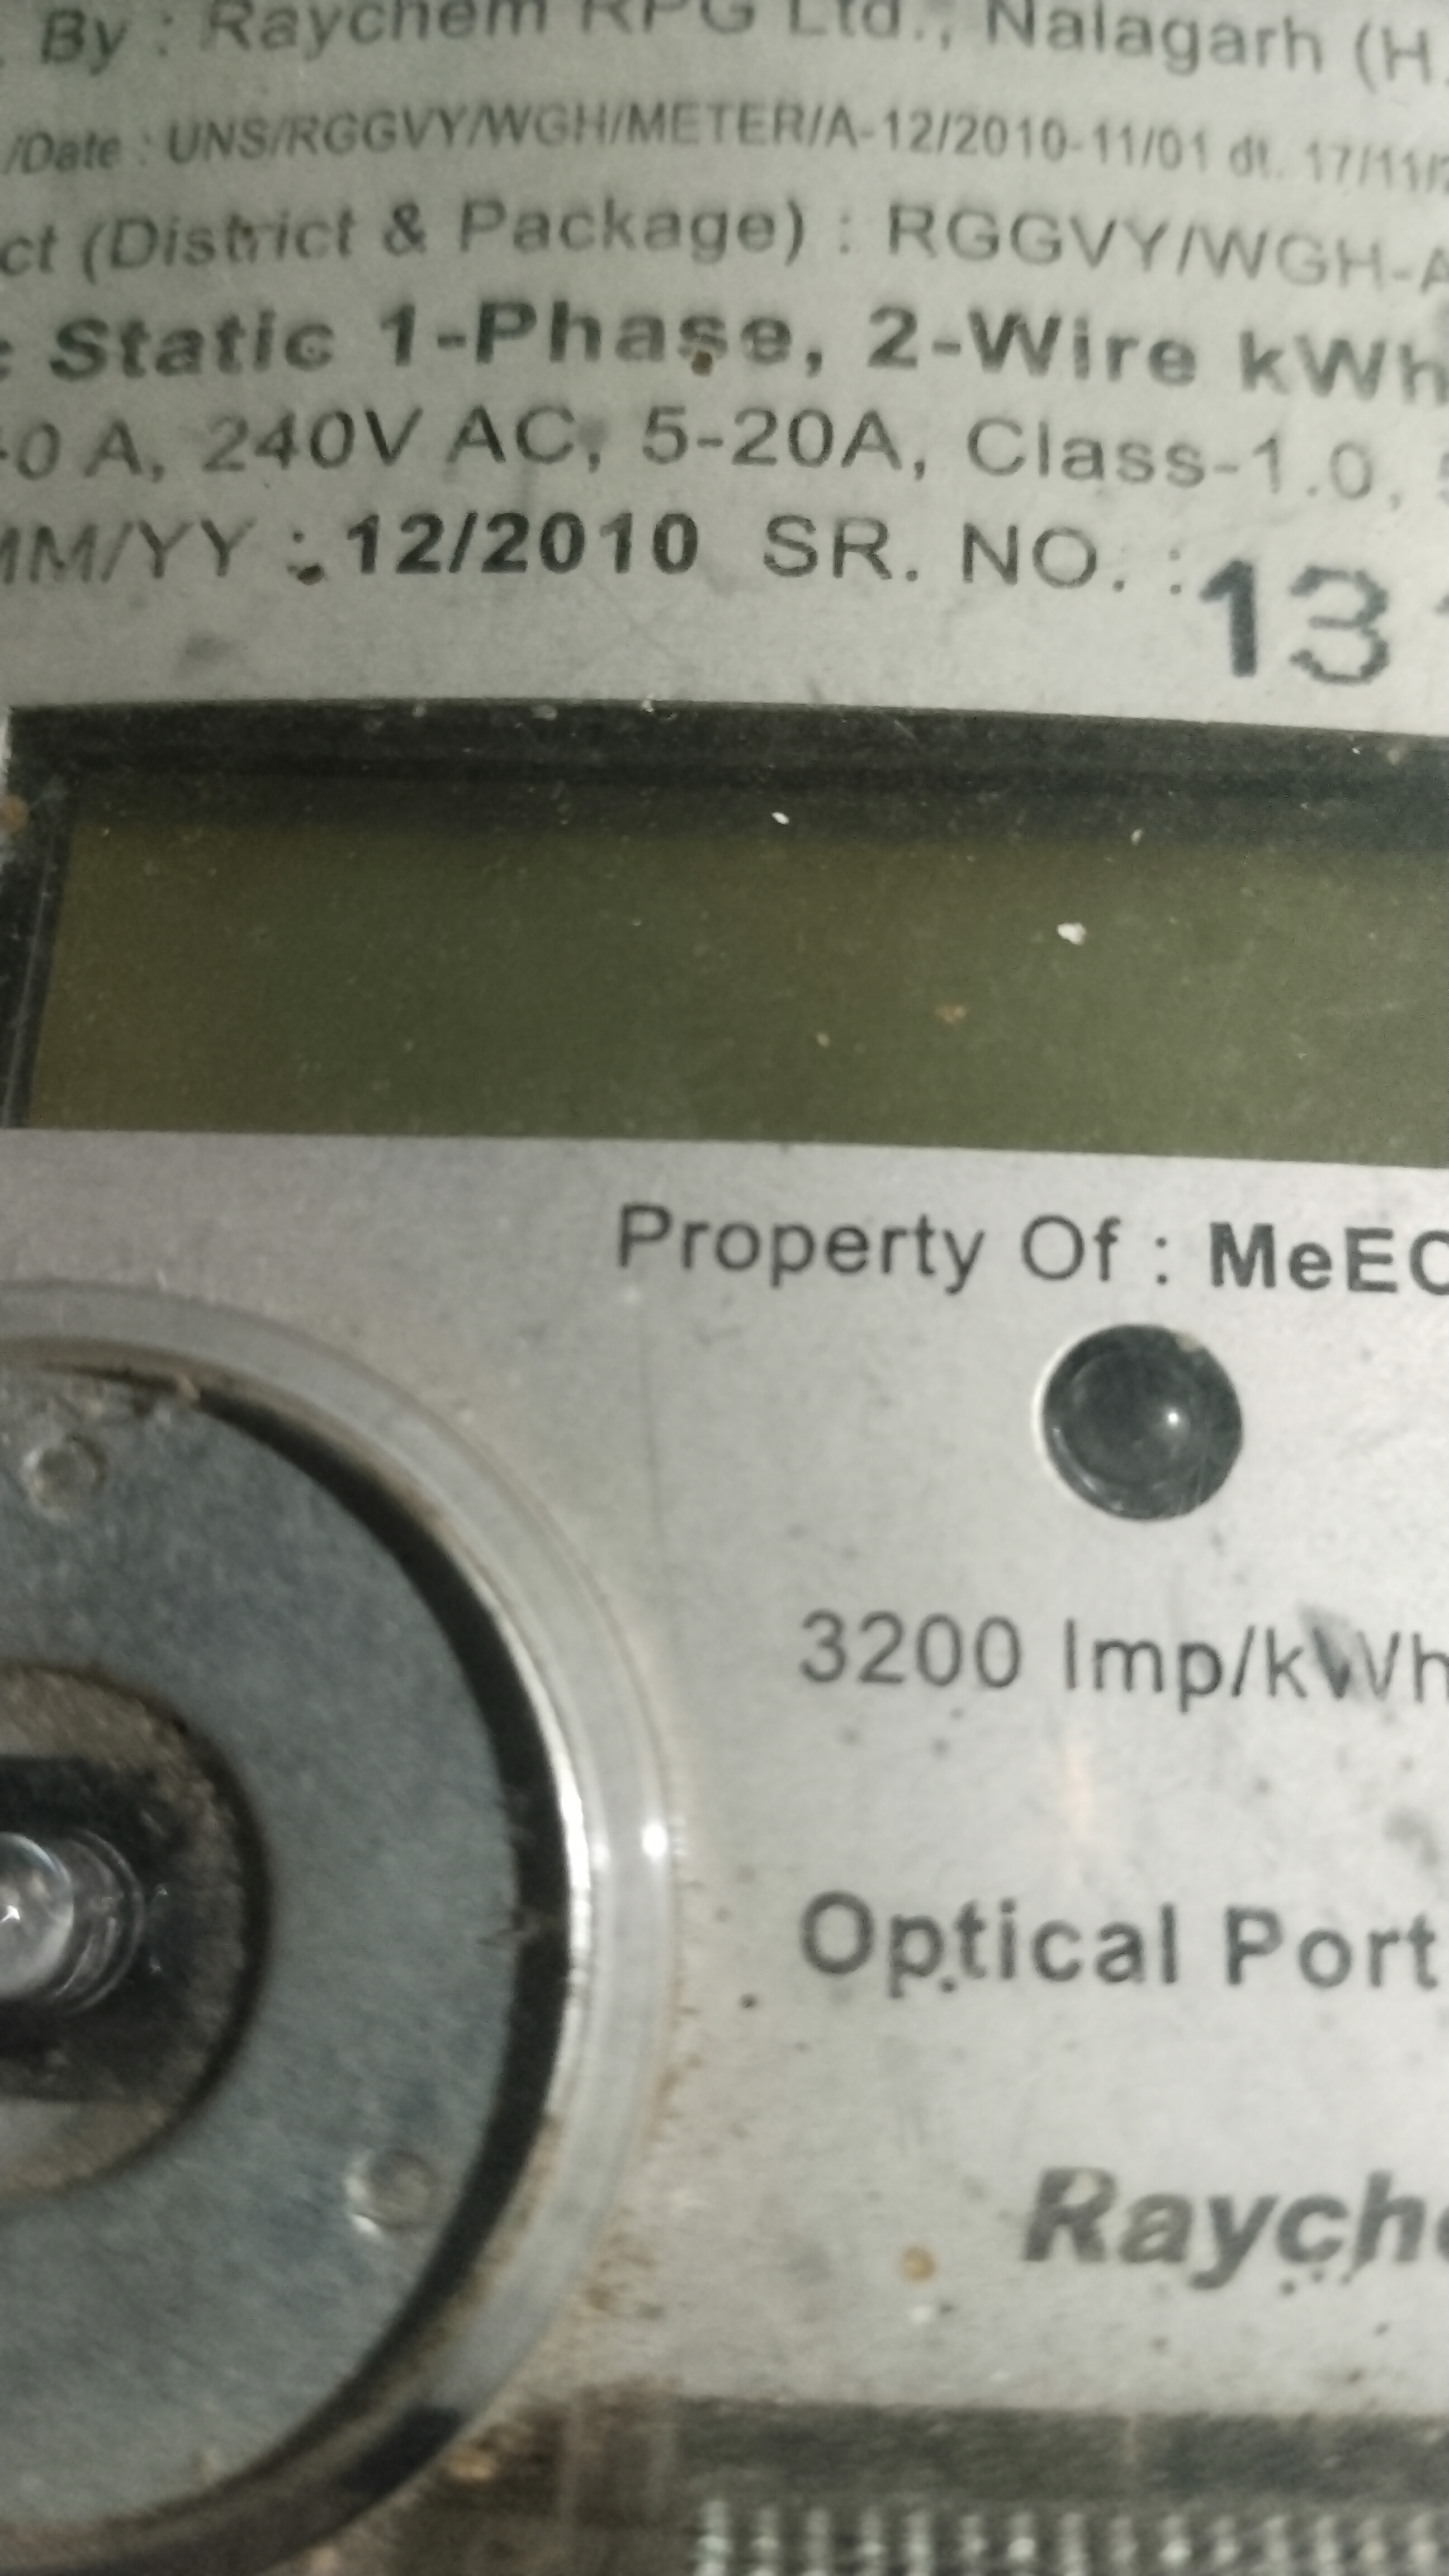 By : Raychem RPG Ltd., Nalagarh (H.
/Date : UNS/RGGVY/WGH/METER/A-12/2010-11/01 dt. 17/11/
ct (District & Package) : RGGVY/WGH-A
: Static 1-Phase, 2-Wire kWh
0 A, 240V AC, 5-20A, Class-1.0,
MM/YY : 12/2010 SR. NO. : 13
Property Of : MeEC
3200 Imp/kWh
Optical Port
Rayche